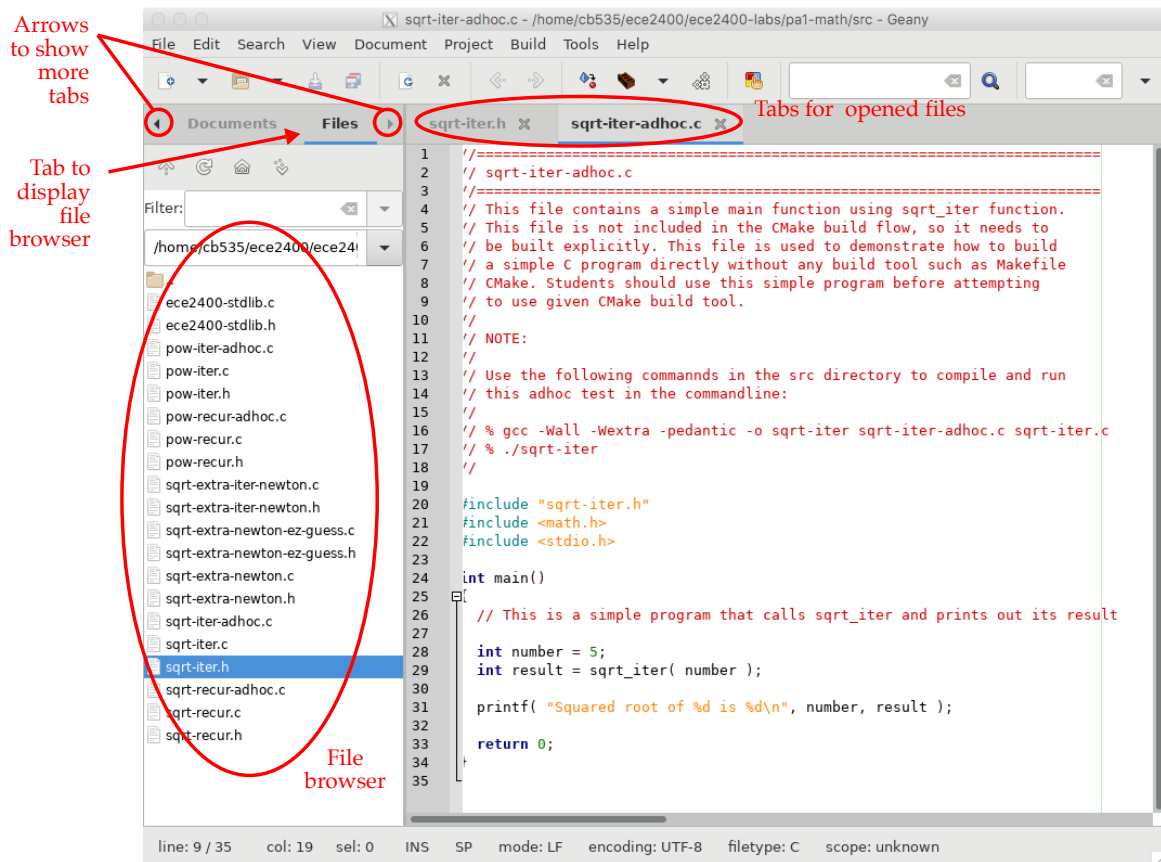 sqrt-iter-adhoc.c - /home/cb535/ece2400/ece2400-labs/pa1-math/src - Geany
File Edit Search View Document Project Build Tools Help
Arrows
to show
more
tabs
Documents Files
sqrt-iter.h sqrt-iter-adhoc.c
Tabs for opened files
Tab to
display
file
browser
Filter:
/home/cb535/ece2400/ece24
..
ece2400-stdlib.c
ece2400-stdlib.h
pow-iter-adhoc.c
pow-iter.c
pow-iter.h
pow-recur-adhoc.c
pow-recur.c
pow-recur.h
sqrt-extra-iter-newton.c
sqrt-extra-iter-newton.h
sqrt-extra-newton-ez-guess.c
sqrt-extra-newton-ez-guess.h
sqrt-extra-newton.c
sqrt-extra-newton.h
sqrt-iter-adhoc.c
sqrt-iter.c
sqrt-iter.h
sqrt-recur-adhoc.c
sqrt-recur.c
sqrt-recur.h
File
browser
1 //========================================================================
2 // sqrt-iter-adhoc.c
3 //========================================================================
4 // This file contains a simple main function using sqrt_iter function.
5 // This file is not included in the CMake build flow, so it needs to
6 // be built explicitly. This file is used to demonstrate how to build
7 // a simple C program directly without any build tool such as Makefile
8 // CMake. Students should use this simple program before attempting
9 // to use given CMake build tool.
10 //
11 // NOTE:
12 //
13 // Use the following commannds in the src directory to compile and run
14 // this adhoc test in the commandline:
15 //
16 // % gcc -Wall -Wextra -pedantic -o sqrt-iter sqrt-iter-adhoc.c sqrt-iter.c
17 // % ./sqrt-iter
18 //
19
20 #include "sqrt-iter.h"
21 #include <math.h>
22 #include <stdio.h>
23
24 int main()
25 {
26 // This is a simple program that calls sqrt_iter and prints out its result
27
28 int number = 5;
29 int result = sqrt_iter( number );
30
31 printf( "Squared root of %d is %d\n", number, result );
32
33 return 0;
34 }
35
line: 9 / 35 col: 19 sel: 0 INS SP mode: LF encoding: UTF-8 filetype: C scope: unknown